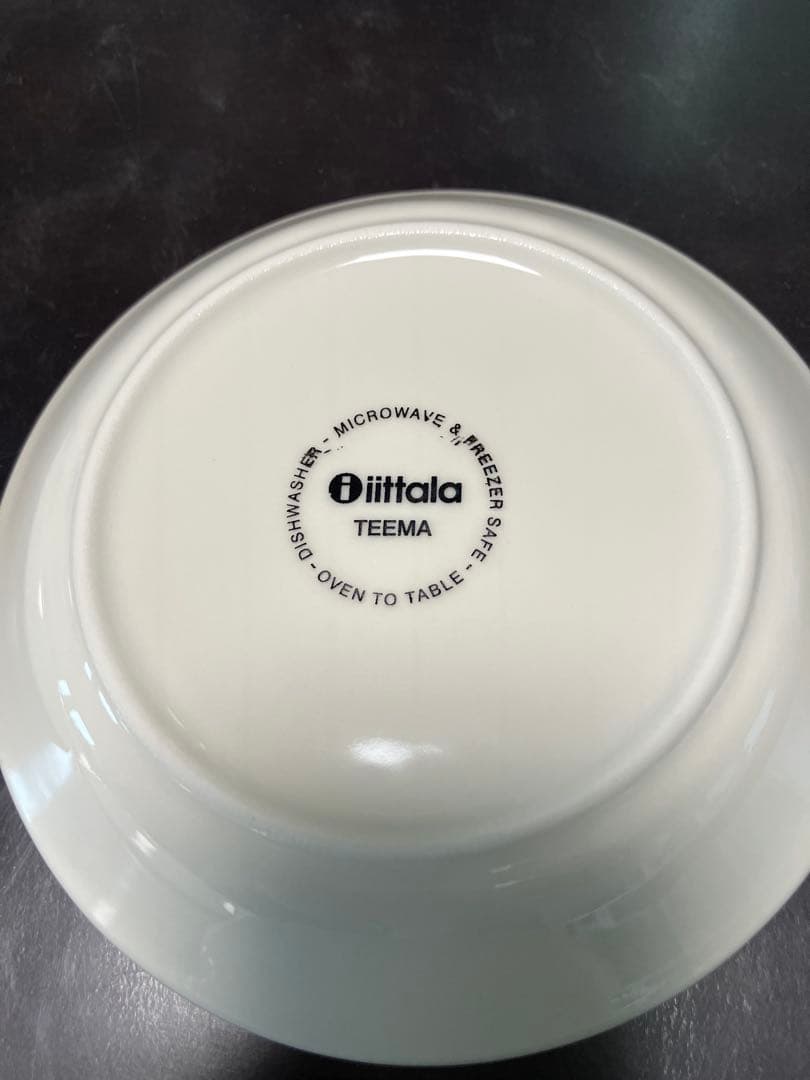 DISHWASHER - MICROWAVE & FREEZER SAFE - OVEN TO TABLE -
iittala
TEEMA